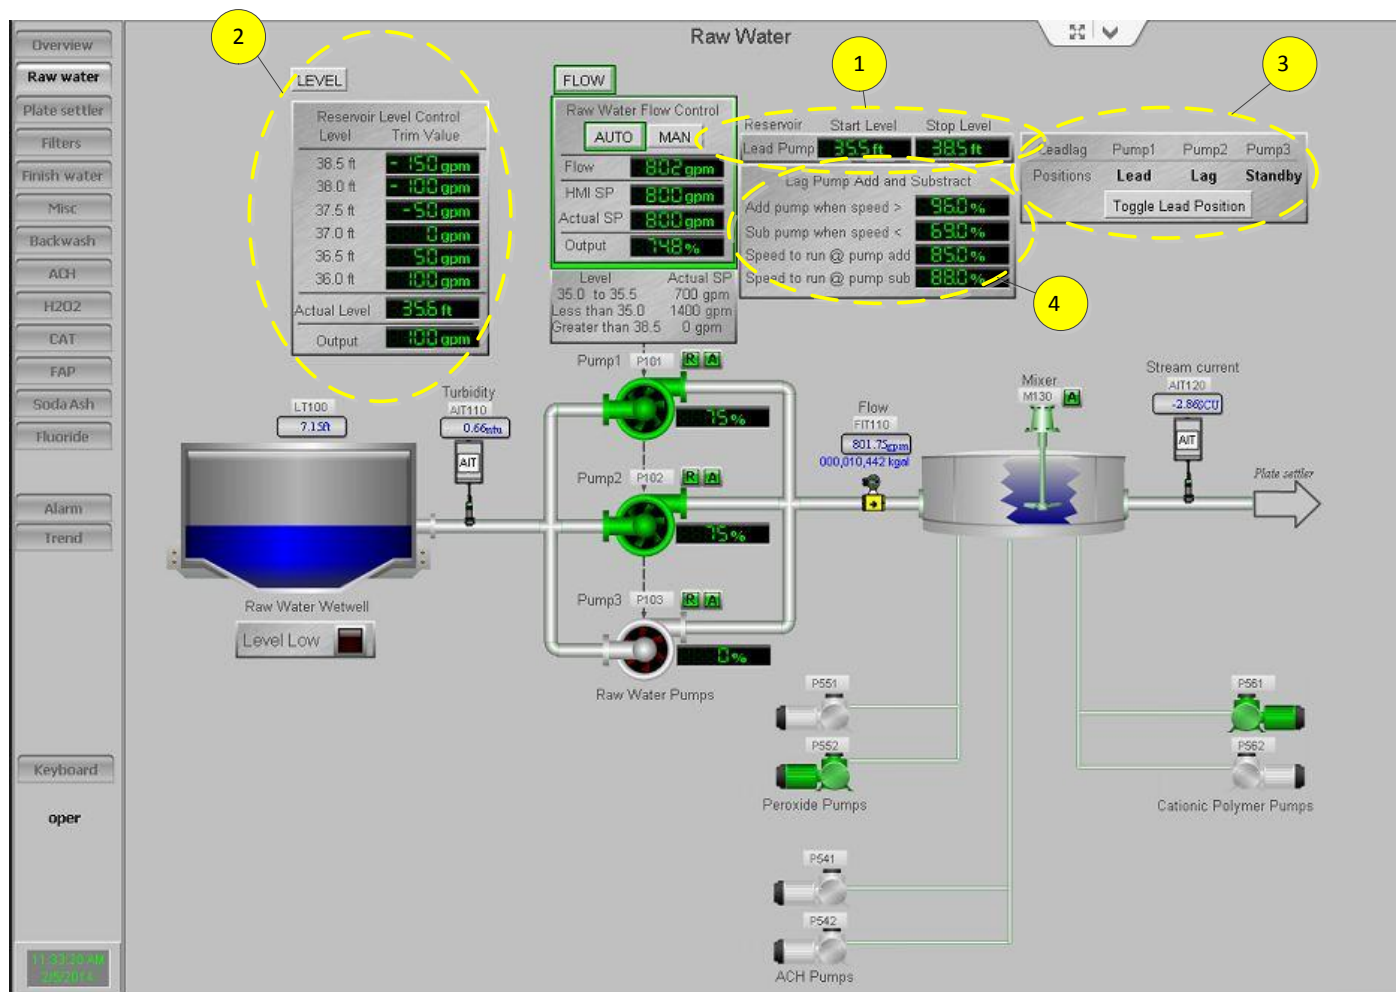 Raw Water
Overview
Raw water
Plate settler
Filters
Finish water
Misc
Backwash
ACH
H2O2
CAT
FAP
Soda Ash
Fluoride
Alarm
Trend
Keyboard
oper
11:33:20 AM
2/5/2014
2
LEVEL
Reservoir Level Control
Level Trim Value
38.5 ft - 150 gpm
38.0 ft - 100 gpm
37.5 ft -50 gpm
37.0 ft 0 gpm
36.5 ft 50 gpm
36.0 ft 100 gpm
Actual Level 35.6 ft
Output 100 gpm
FLOW
Raw Water Flow Control
AUTO MAN
Flow 802 gpm
HMI SP 800 gpm
Actual SP 800 gpm
Output 74.8 %
Level Actual SP
35.0 to 35.5 700 gpm
Less than 35.0 1400 gpm
Greater than 38.5 0 gpm
1
Reservoir Start Level Stop Level
Lead Pump 35.5 ft 38.5 ft
Lag Pump Add and Substract
Add pump when speed > 96.0 %
Sub pump when speed < 69.0 %
Speed to run @ pump add 85.0 %
Speed to run @ pump sub 88.0 %
4
3
Leadlag Pump1 Pump2 Pump3
Positions Lead Lag Standby
Toggle Lead Position
LT100
7.15ft
Raw Water Wetwell
Level Low
Turbidity
AIT110
0.66ntu
AIT
Pump1 P101 R A
75 %
Pump2 P102 R A
75 %
Pump3 P103 R A
0 %
Raw Water Pumps
Flow
FIT110
801.75gpm
000,010,442 kgal
Mixer
M130 A
Stream current
AIT120
-2.86SCU
AIT
Plate settler
P551
P552
Peroxide Pumps
P561
P562
Cationic Polymer Pumps
P541
P542
ACH Pumps